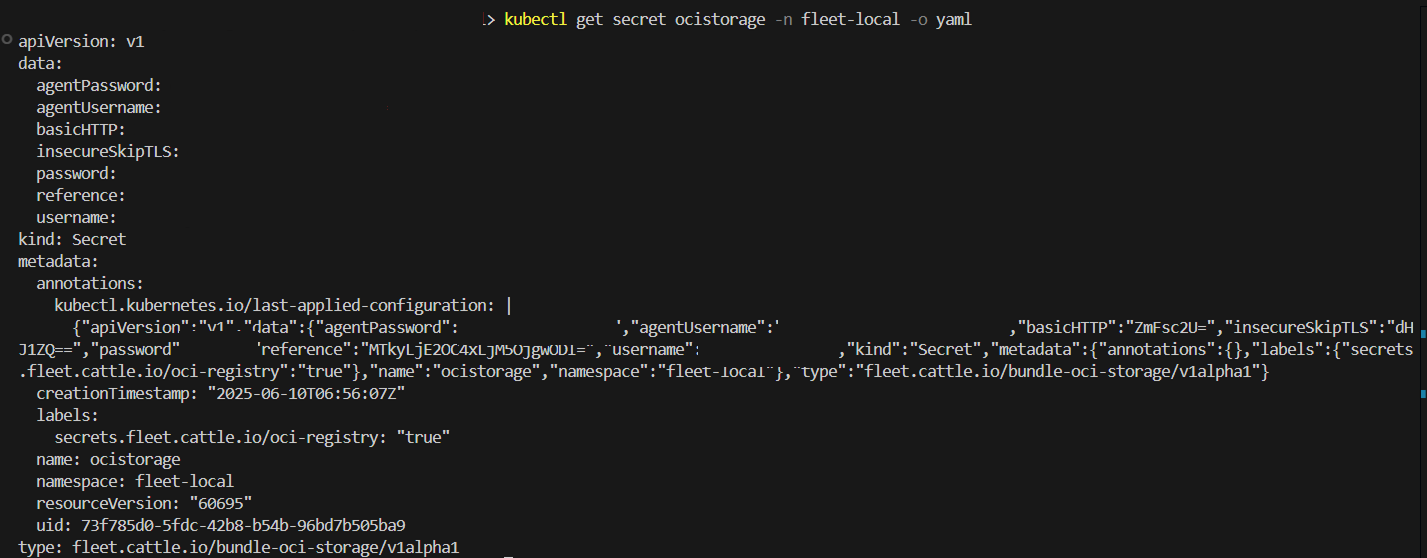 > kubectl get secret ocistorage -n fleet-local -o yaml
apiVersion: v1
data:
agentPassword:
agentUsername:
basicHTTP:
insecureSkipTLS:
password:
reference:
username:
kind: Secret
metadata:
annotations:
kubectl.kubernetes.io/last-applied-configuration: |
{"apiVersion":"v1","data":{"agentPassword": ","agentUsername":" ,"basicHTTP":"ZmFsc2U=","insecureSkipTLS":"dH
J1ZQ==","password" "reference": ,"username": ,"kind":"Secret","metadata":{"annotations":{},"labels":{"secrets
.fleet.cattle.io/oci-registry":"true"},"name":"ocistorage","namespace":"fleet-local"},"type":"fleet.cattle.io/bundle-oci-storage/v1alpha1"}
creationTimestamp: "2025-06-10T06:56:07Z"
labels:
secrets.fleet.cattle.io/oci-registry: "true"
name: ocistorage
namespace: fleet-local
resourceVersion: "60695"
uid: 73f785d0-5fdc-42b8-b54b-96bd7b505ba9
type: fleet.cattle.io/bundle-oci-storage/v1alpha1